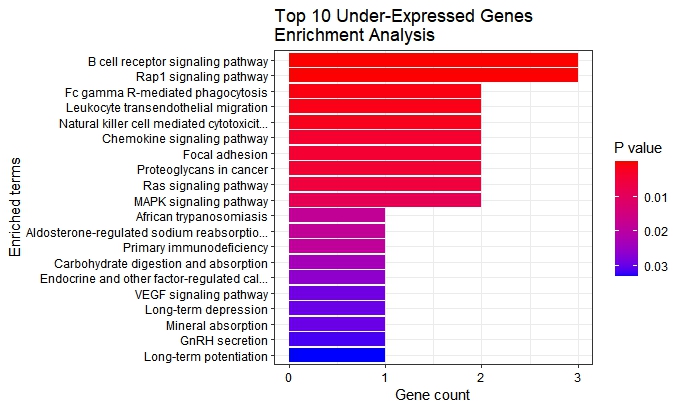 Top 10 Under-Expressed Genes
Enrichment Analysis
Enriched terms
B cell receptor signaling pathway
Rap1 signaling pathway
Fc gamma R-mediated phagocytosis
Leukocyte transendothelial migration
Natural killer cell mediated cytotoxicit...
Chemokine signaling pathway
Focal adhesion
Proteoglycans in cancer
Ras signaling pathway
MAPK signaling pathway
African trypanosomiasis
Aldosterone-regulated sodium reabsorptio...
Primary immunodeficiency
Carbohydrate digestion and absorption
Endocrine and other factor-regulated cal...
VEGF signaling pathway
Long-term depression
Mineral absorption
GnRH secretion
Long-term potentiation
0 1 2 3
Gene count
P value
0.01
0.02
0.03